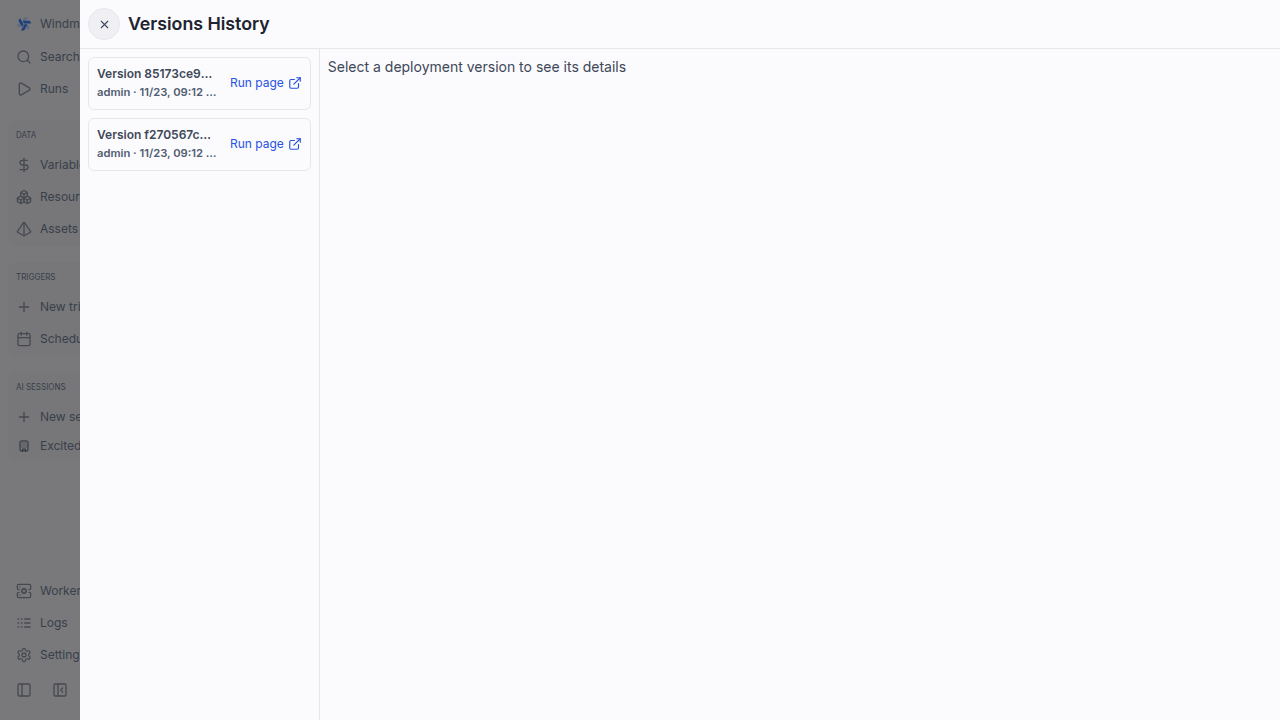 Windm
Versions History
Search
Runs
DATA
Variabl
Resour
Assets
TRIGGERS
New tri
Schedu
AI SESSIONS
New se
Excited
Worker
Logs
Setting
Version 85173ce9...
admin · 11/23, 09:12 ...
Run page
Version f270567c...
admin · 11/23, 09:12 ...
Run page
Select a deployment version to see its details